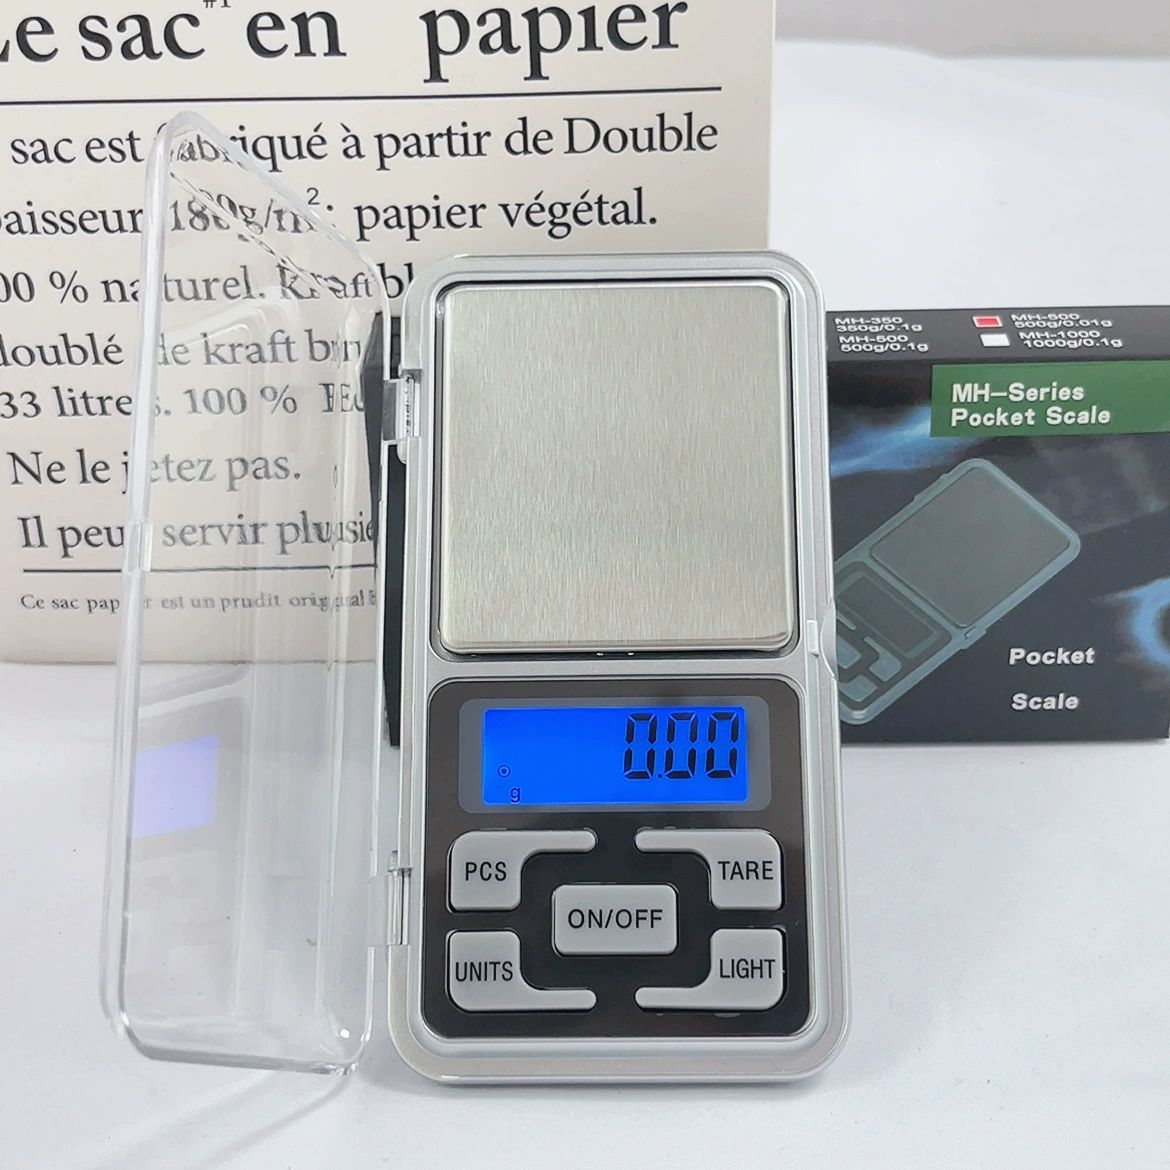 Le sac en papier
sac est fabriqué à partir de Double
180g/m²: papier végétal.
00 % naturel. Kraft
doublé de kraft
33 litres. 100 %
Ne le jetez pas.
Il peut servir
Ce sac papier est un prudit original
MH-350
350g/0.1g
MH-500
500g/0.1g
MH-500
500g/0.01g
MH-1000
1000g/0.1g
MH-Series
Pocket Scale
Pocket
Scale
0.00
g
PCS
TARE
ON/OFF
UNITS
LIGHT